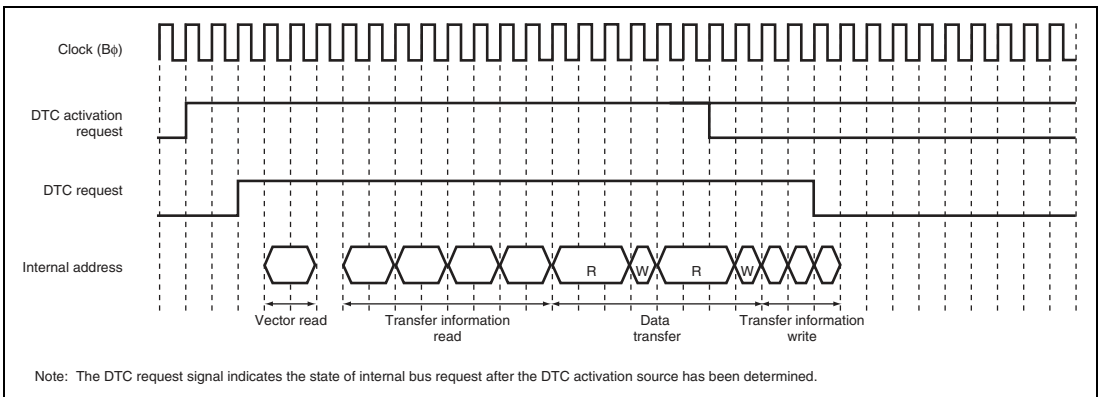 Clock (Bφ)
DTC activation
request
DTC request
Internal address
R
W
R
W
Vector read
Transfer information
read
Data
transfer
Transfer information
write
Note: The DTC request signal indicates the state of internal bus request after the DTC activation source has been determined.